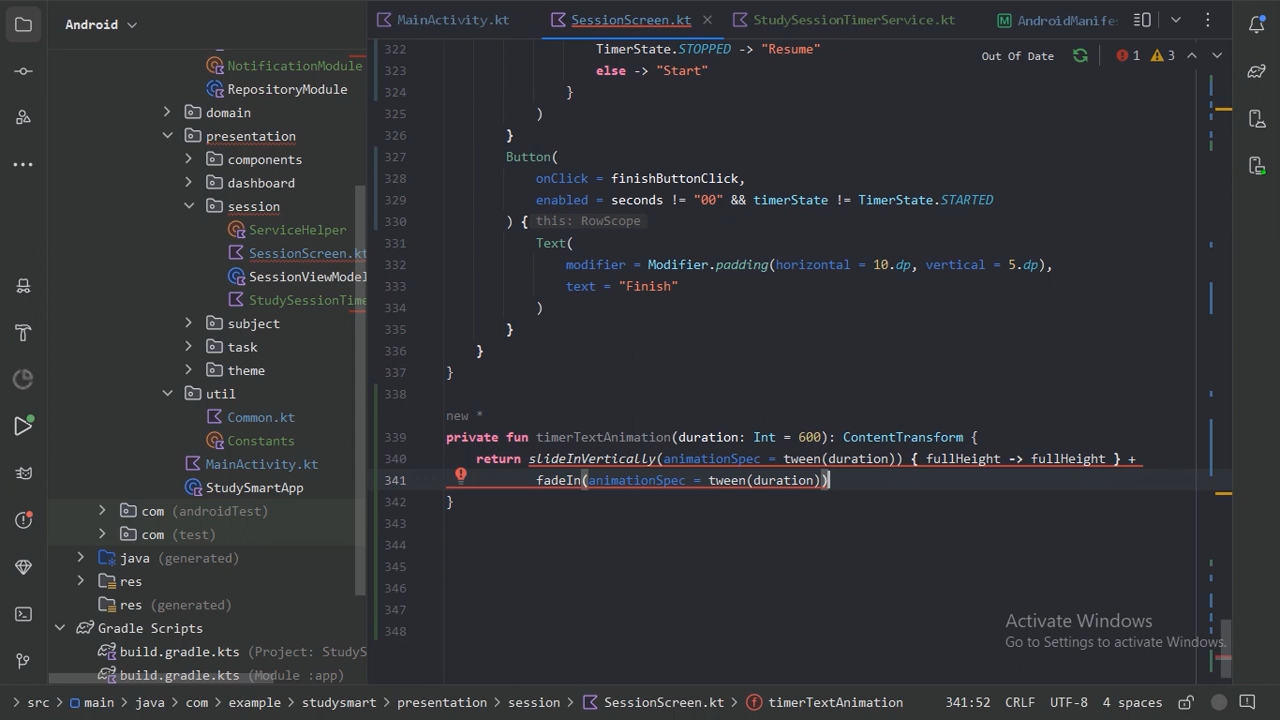 Android
MainActivity.kt
SessionScreen.kt
StudySessionTimerService.kt
AndroidManifes
NotificationModule
RepositoryModule
domain
presentation
components
dashboard
session
ServiceHelper
SessionScreen.kt
SessionViewModel
StudySessionTime
subject
task
theme
util
Common.kt
Constants
MainActivity.kt
StudySmartApp
com (androidTest)
com (test)
java (generated)
res
res (generated)
Gradle Scripts
build.gradle.kts (Project: StudyS
build.gradle.kts (Module :app)
Out Of Date
1
3
322 TimerState.STOPPED -> "Resume"
323 else -> "Start"
324 }
325 )
326 }
327 Button(
328 onClick = finishButtonClick,
329 enabled = seconds != "00" && timerState != TimerState.STARTED
330 ) { this: RowScope
331 Text(
332 modifier = Modifier.padding(horizontal = 10.dp, vertical = 5.dp),
333 text = "Finish"
334 )
335 }
336 }
337 }
338
new *
339 private fun timerTextAnimation(duration: Int = 600): ContentTransform {
340 return slideInVertically(animationSpec = tween(duration)) { fullHeight -> fullHeight } +
341 fadeIn(animationSpec = tween(duration))
342 }
343
344
345
346
347
348
Activate Windows
Go to Settings to activate Windows.
src > main > java > com > example > studysmart > presentation > session > SessionScreen.kt > timerTextAnimation
341:52 CRLF UTF-8 4 spaces